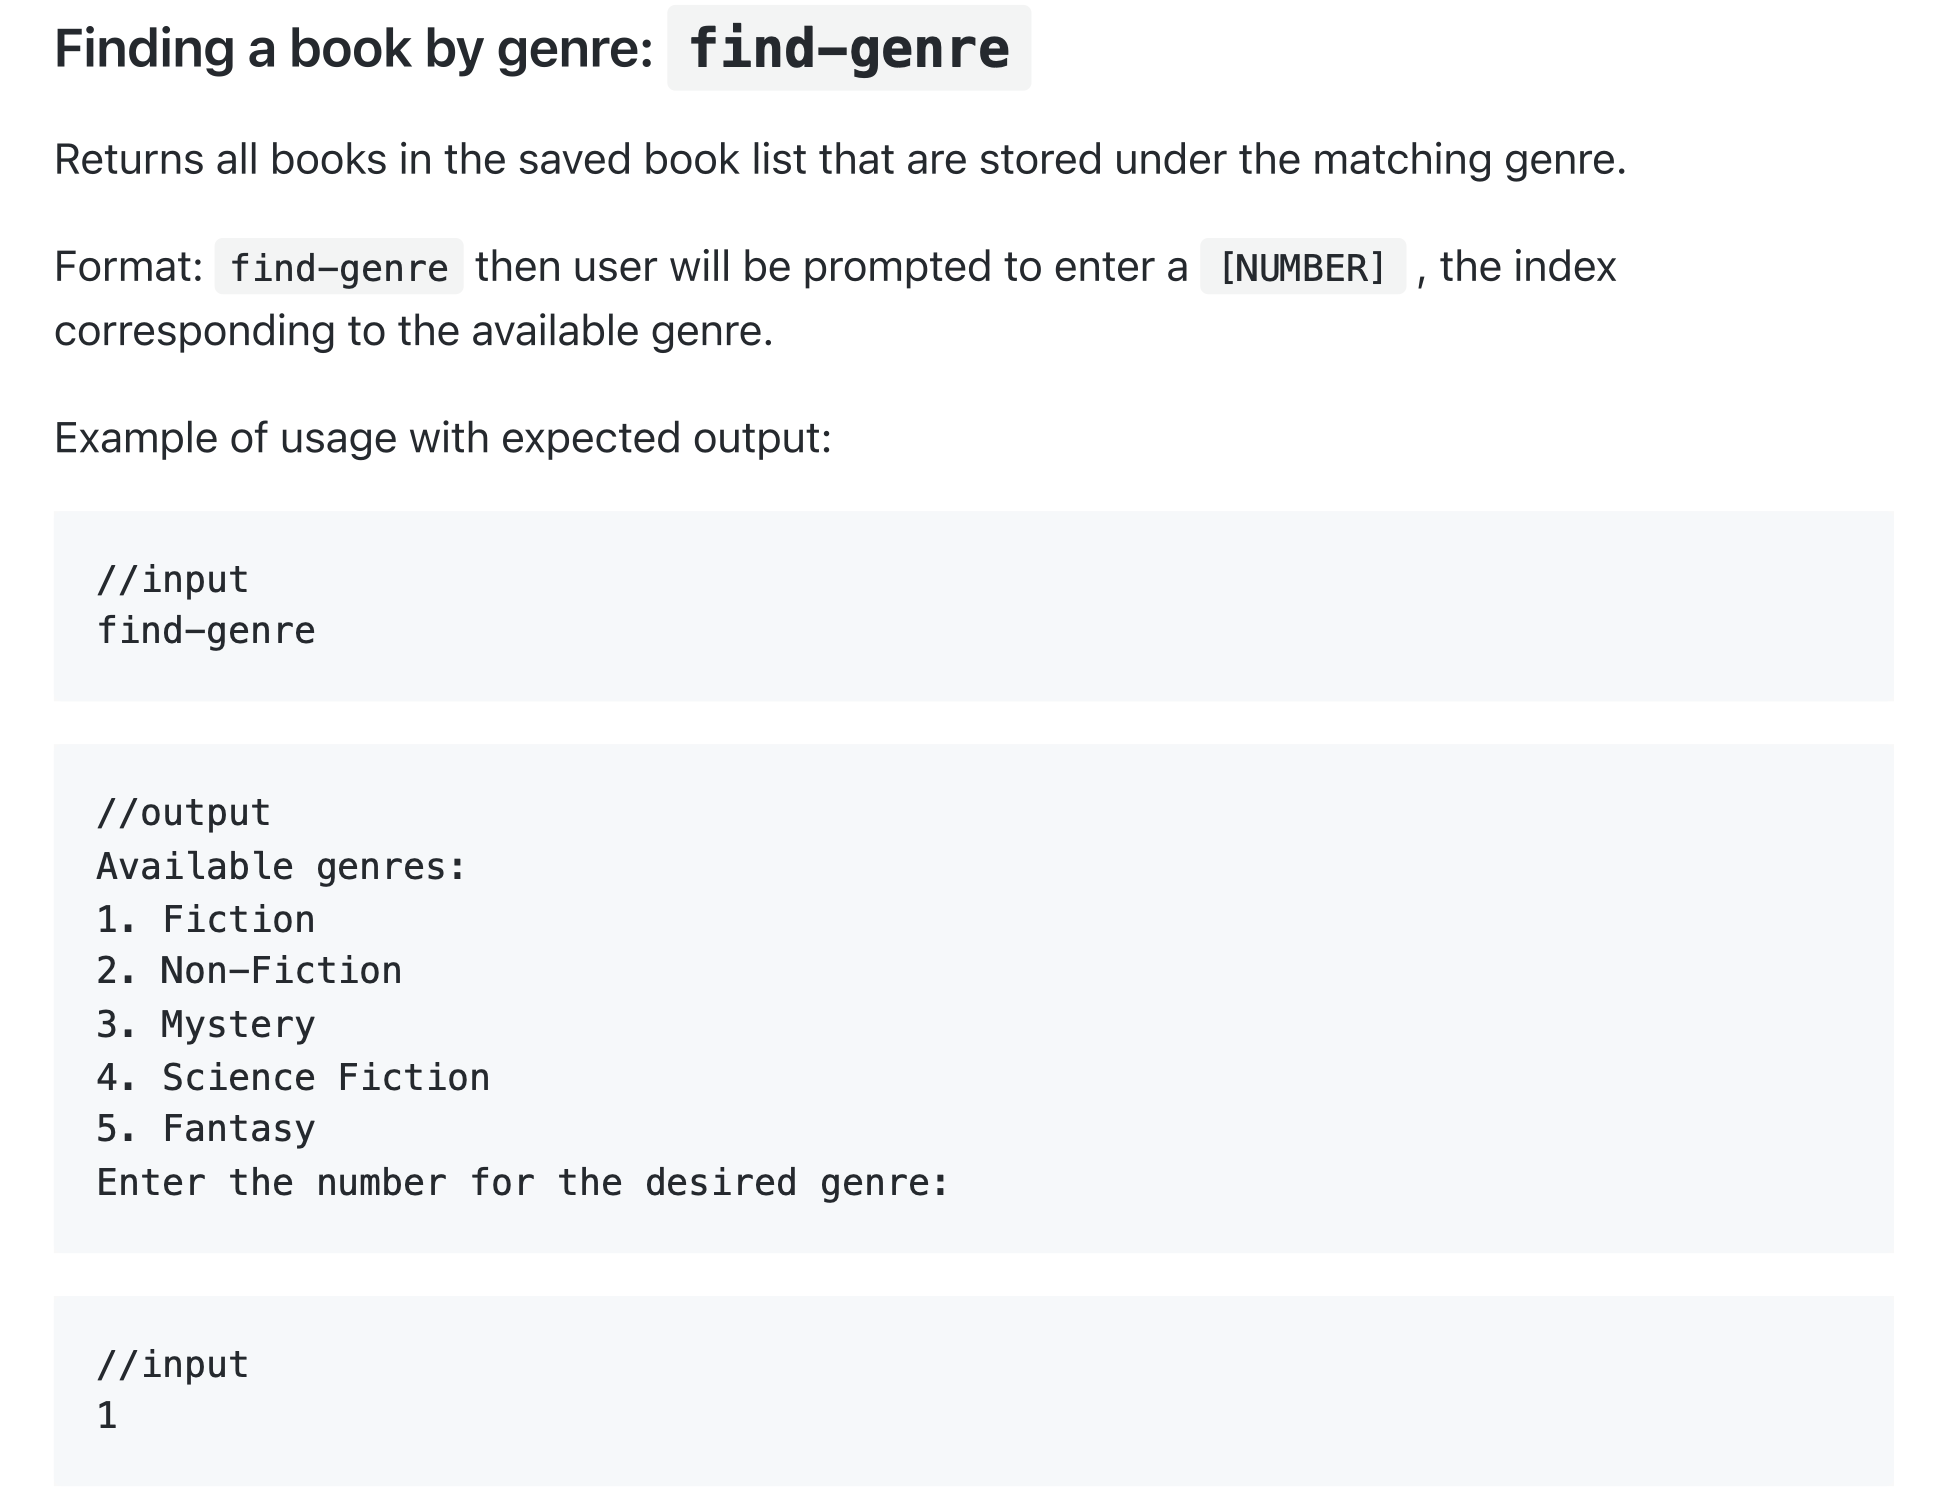 Finding a book by genre: find-genre
Returns all books in the saved book list that are stored under the matching genre.
Format: find-genre then user will be prompted to enter a [NUMBER] , the index
corresponding to the available genre.
Example of usage with expected output:
//input
find-genre
//output
Available genres:
1. Fiction
2. Non-Fiction
3. Mystery
4. Science Fiction
5. Fantasy
Enter the number for the desired genre:
//input
1